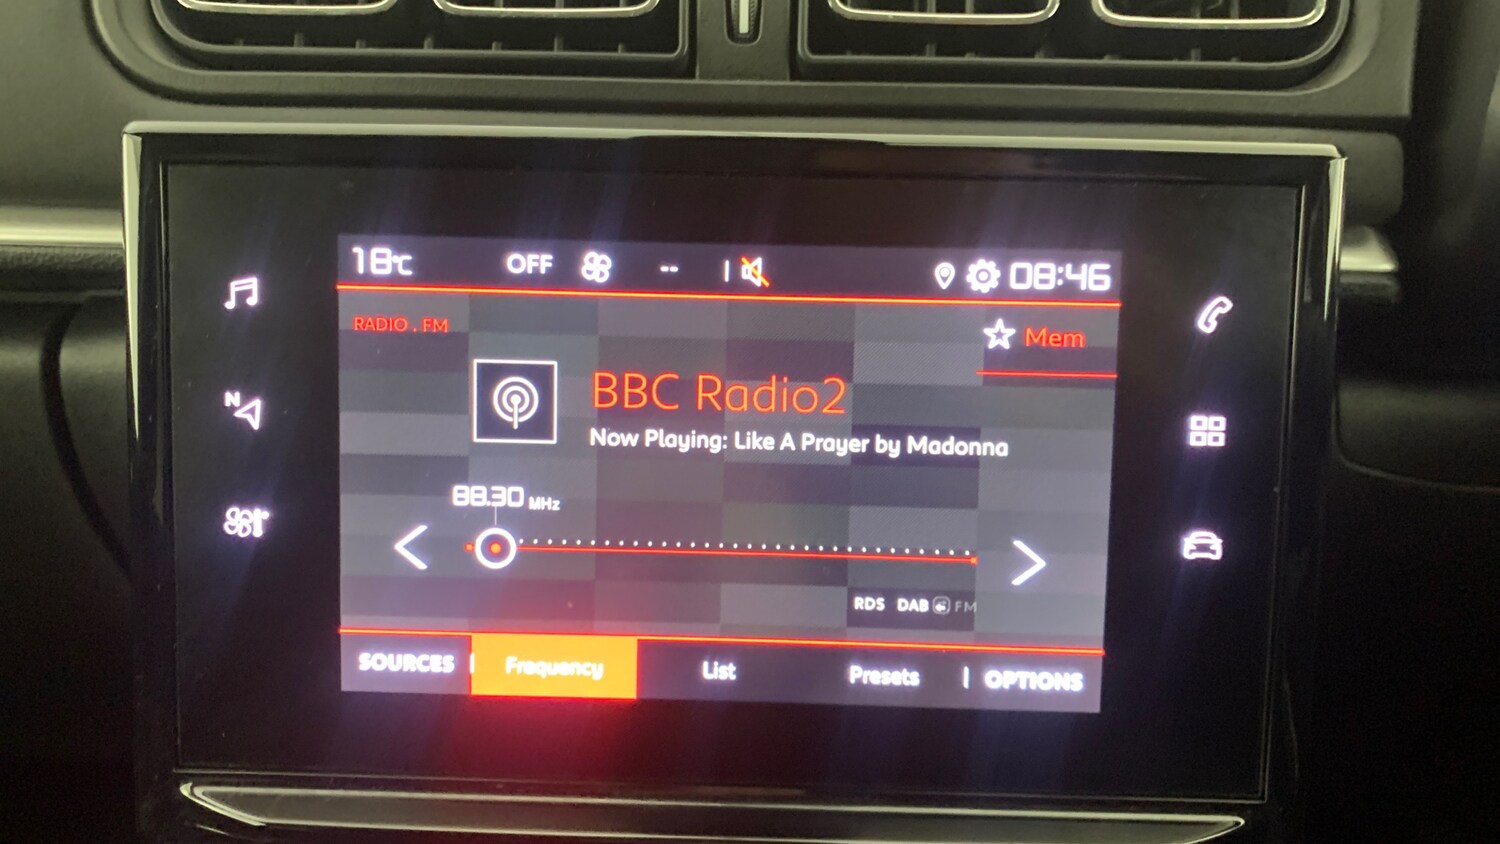 18°C OFF -- 08:46
RADIO . FM
Mem
BBC Radio2
Now Playing: Like A Prayer by Madonna
N
88.30 MHz
RDS DAB FM
SOURCES Frequency List Presets OPTIONS